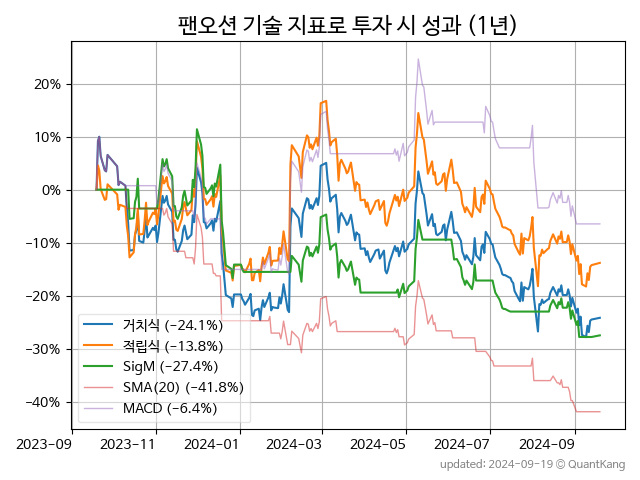 팬오션 기술 지표로 투자 시 성과 (1년)
20%
10%
0%
−10%
−20%
−30%
−40%
거치식 (−24.1%)
적립식 (−13.8%)
SigM (−27.4%)
SMA(20) (−41.8%)
MACD (−6.4%)
2023-09
2023-11
2024-01
2024-03
2024-05
2024-07
2024-09
updated: 2024-09-19 © QuantKang